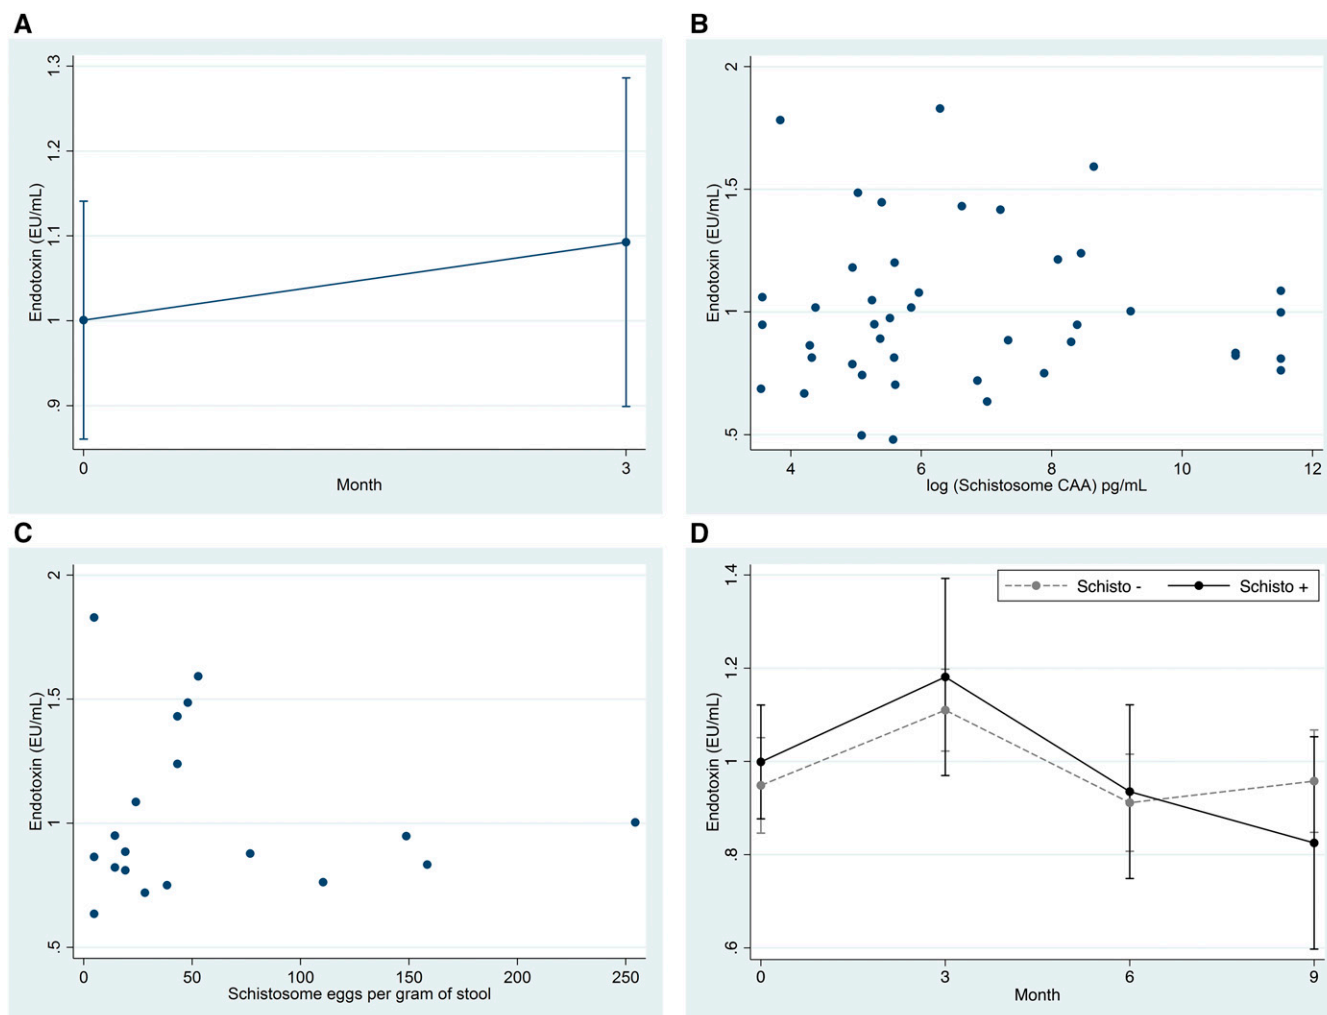 A
Endotoxin (EU/mL)
1.3
1.2
1.1
1
.9
0 3
Month
B
Endotoxin (EU/mL)
2
1.5
1
.5
4 6 8 10 12
log (Schistosome CAA) pg/mL
C
Endotoxin (EU/mL)
2
1.5
1
.5
0 50 100 150 200 250
Schistosome eggs per gram of stool
D
Schisto - Schisto +
Endotoxin (EU/mL)
1.4
1.2
1
.8
.6
0 3 6 9
Month